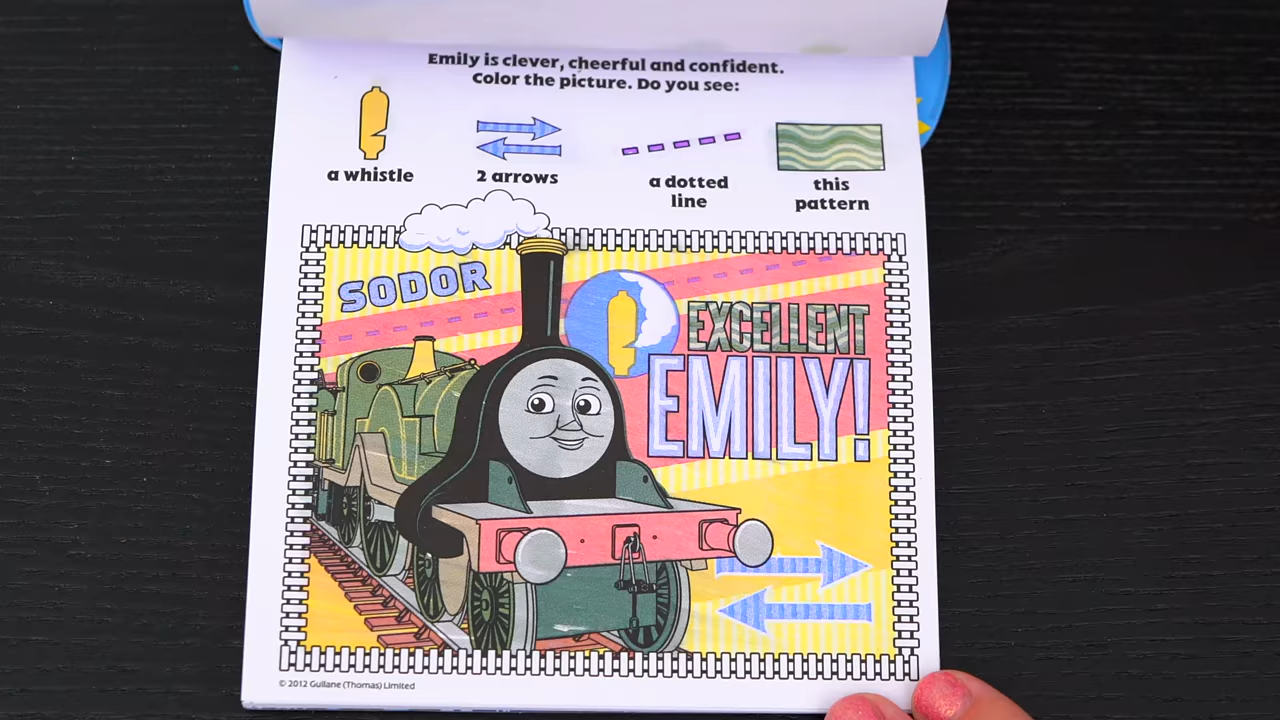 Emily is clever, cheerful and confident.
Color the picture. Do you see:
a whistle
2 arrows
a dotted
line
this
pattern
SODOR
EXCELLENT
EMILY!
© 2012 Gullane (Thomas) Limited